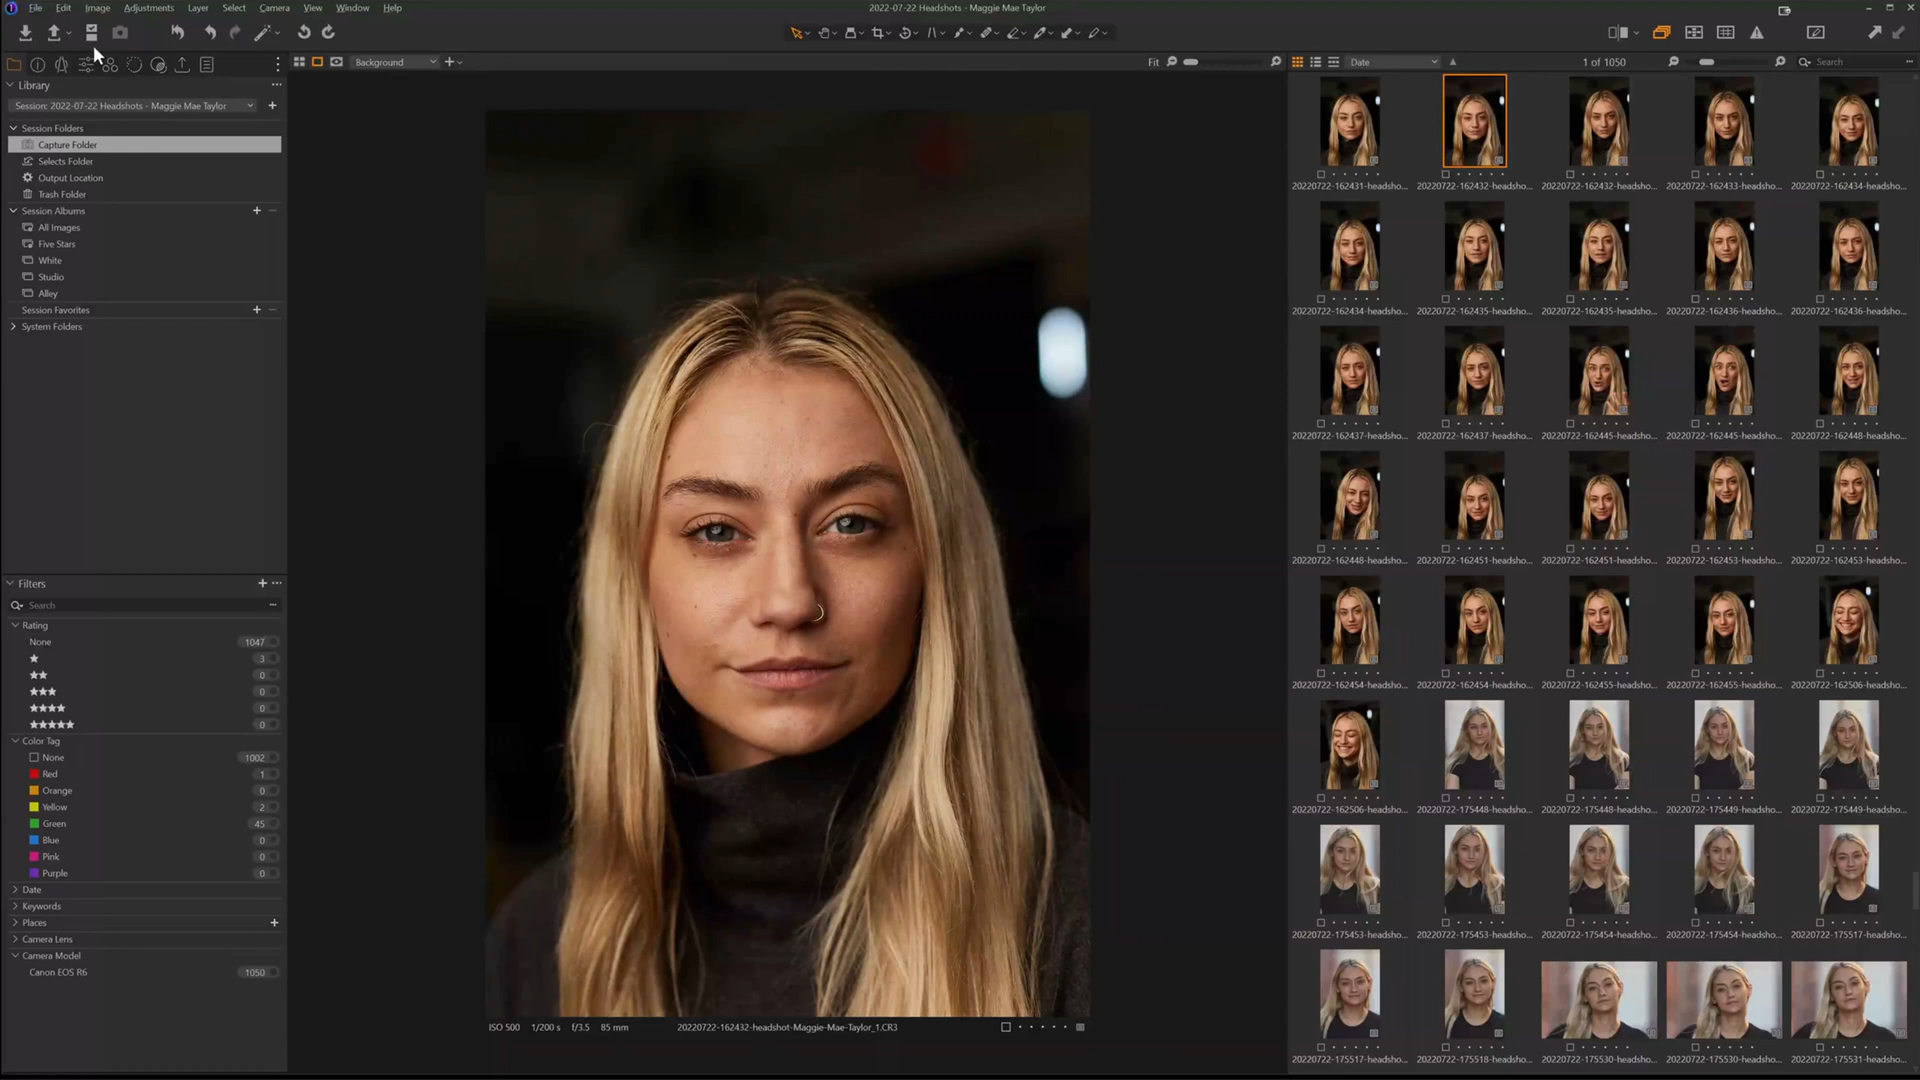 File Edit Image Adjustments Layer Select Camera View Window Help
2022-07-22 Headshots - Maggie Mae Taylor
Background
Fit
Date
1 of 1050
Search
Library
Session: 2022-07-22 Headshots - Maggie Mae Taylor
Session Folders
Capture Folder
Selects Folder
Output Location
Trash Folder
Session Albums
All Images
Five Stars
White
Studio
Alley
Session Favorites
System Folders
Filters
Search
Rating
None 1047
3
0
0
0
0
Color Tag
None 1002
Red 1
Orange 0
Yellow 2
Green 45
Blue 0
Pink 0
Purple 0
Date
Keywords
Places
Camera Lens
Camera Model
Canon EOS R6 1050
ISO 500 1/200 s f/3.5 85 mm
20220722-162432-headshot-Maggie-Mae-Taylor_1.CR3
20220722-162431-headsho... 20220722-162432-headsho... 20220722-162432-headsho... 20220722-162433-headsho... 20220722-162434-headsho...
20220722-162434-headsho... 20220722-162435-headsho... 20220722-162435-headsho... 20220722-162436-headsho... 20220722-162436-headsho...
20220722-162437-headsho... 20220722-162437-headsho... 20220722-162445-headsho... 20220722-162445-headsho... 20220722-162448-headsho...
20220722-162448-headsho... 20220722-162451-headsho... 20220722-162451-headsho... 20220722-162453-headsho... 20220722-162453-headsho...
20220722-162454-headsho... 20220722-162454-headsho... 20220722-162455-headsho... 20220722-162455-headsho... 20220722-162506-headsho...
20220722-162506-headsho... 20220722-175448-headsho... 20220722-175448-headsho... 20220722-175449-headsho... 20220722-175449-headsho...
20220722-175453-headsho... 20220722-175453-headsho... 20220722-175454-headsho... 20220722-175454-headsho... 20220722-175517-headsho...
20220722-175517-headsho... 20220722-175518-headsho... 20220722-175530-headsho... 20220722-175530-headsho... 20220722-175531-headsho...